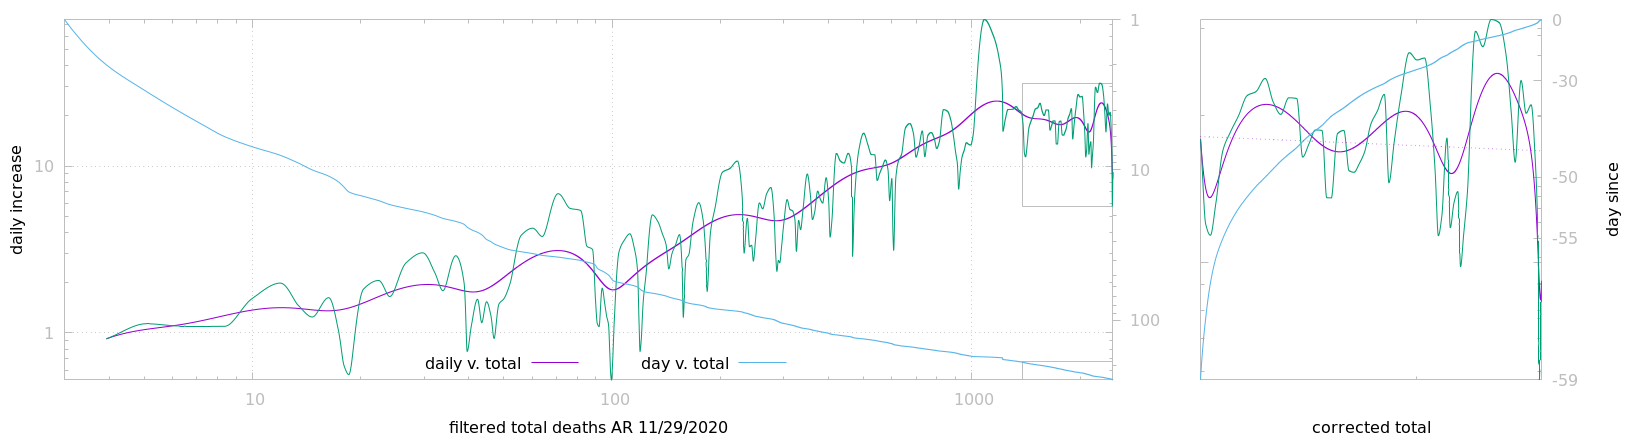 daily increase
10
1
daily v. total
day v. total
10
100
1000
filtered total deaths AR 11/29/2020
1
10
100
0
-30
-50
-55
-59
day since
corrected total